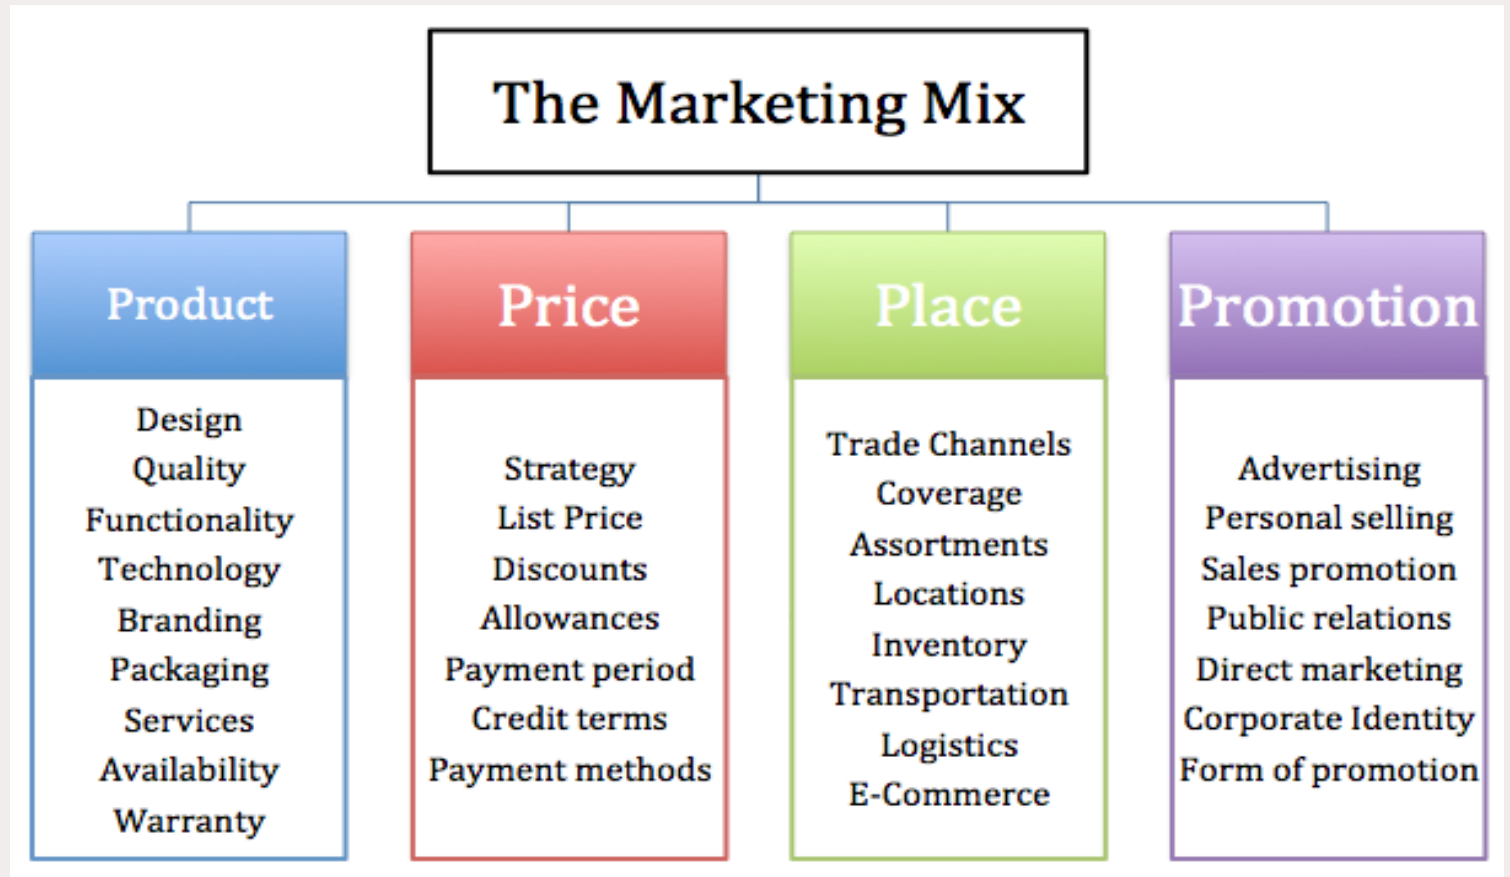 The Marketing Mix
Product
Design
Quality
Functionality
Technology
Branding
Packaging
Services
Availability
Warranty
Price
Strategy
List Price
Discounts
Allowances
Payment period
Credit terms
Payment methods
Place
Trade Channels
Coverage
Assortments
Locations
Inventory
Transportation
Logistics
E-Commerce
Promotion
Advertising
Personal selling
Sales promotion
Public relations
Direct marketing
Corporate Identity
Form of promotion